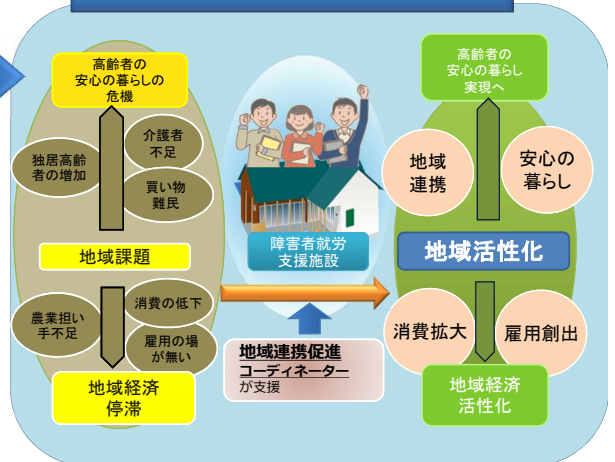 高齢者の
安心の暮らしの
危機
独居高齢
者の増加
介護者
不足
買い物
難民
地域課題
農業担い
手不足
消費の低下
雇用の場
が無い
地域経済
停滞
障害者就労
支援施設
地域連携促進
コーディネーター
が支援
高齢者の
安心の暮らし
実現へ
地域
連携
安心の
暮らし
地域活性化
消費拡大
雇用創出
地域経済
活性化